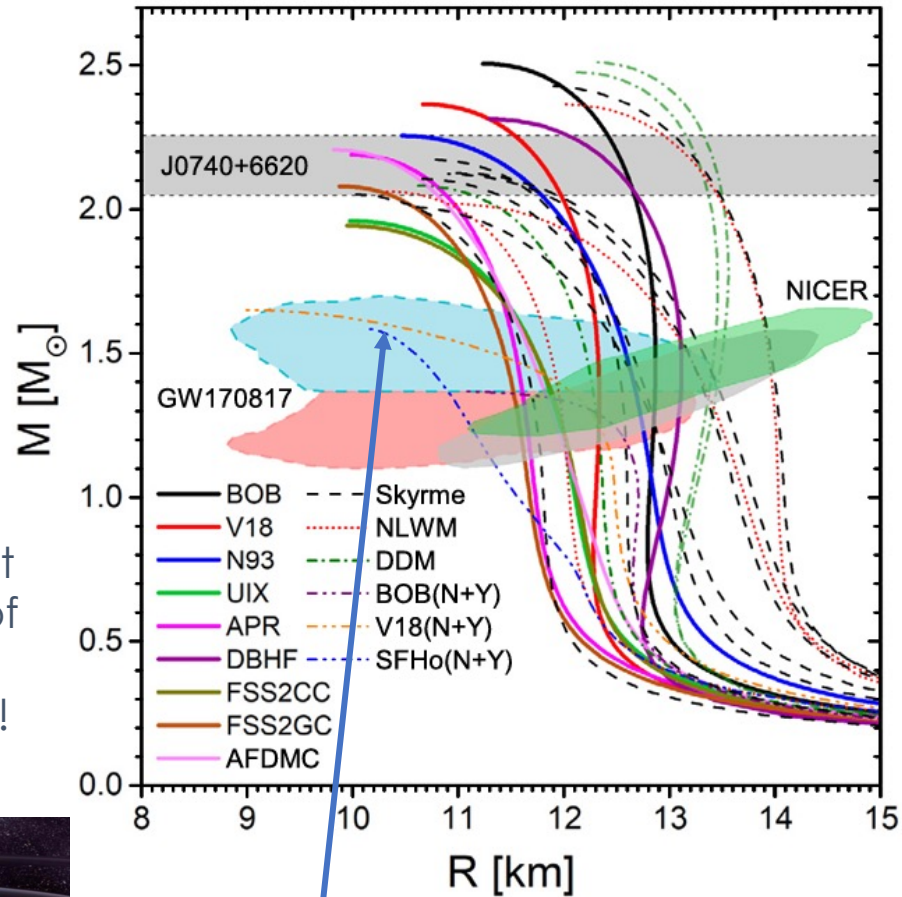 2.5
2.0
1.5
1.0
0.5
0.0
M [M☉]
J0740+6620
NICER
GW170817
BOB
V18
N93
UIX
APR
DBHF
FSS2CC
FSS2GC
AFDMC
Skyrme
NLWM
DDM
BOB(N+Y)
V18(N+Y)
SFHo(N+Y)
t
of
!
8 9 10 11 12 13 14 15
R [km]